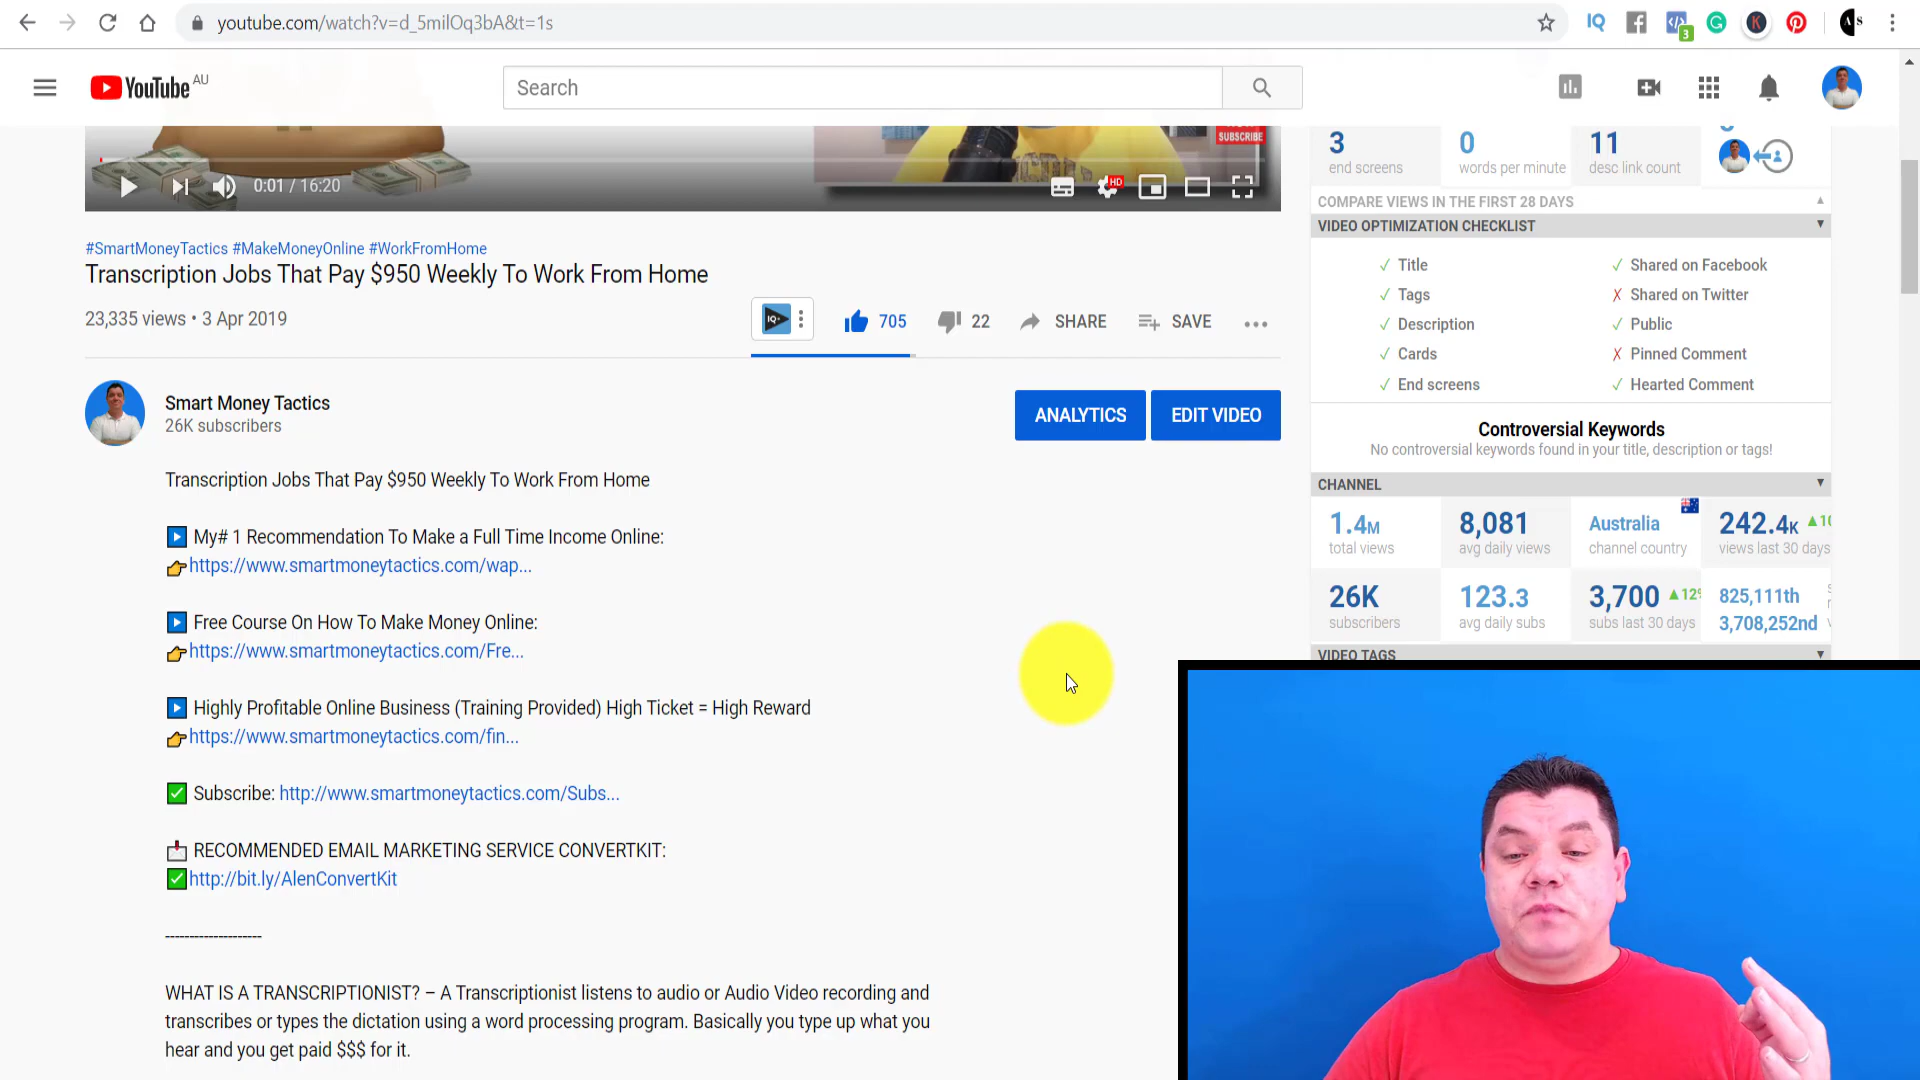 youtube.com/watch?v=d_5milOq3bA&t=1s
IQ
3
YouTube AU
Search
SUBSCRIBE
0:01 / 16:20
HD
#SmartMoneyTactics #MakeMoneyOnline #WorkFromHome
Transcription Jobs That Pay $950 Weekly To Work From Home
23,335 views • 3 Apr 2019
IQ
705
22
SHARE
SAVE
Smart Money Tactics
26K subscribers
ANALYTICS
EDIT VIDEO
Transcription Jobs That Pay $950 Weekly To Work From Home
My# 1 Recommendation To Make a Full Time Income Online:
https://www.smartmoneytactics.com/wap...
Free Course On How To Make Money Online:
https://www.smartmoneytactics.com/Fre...
Highly Profitable Online Business (Training Provided) High Ticket = High Reward
https://www.smartmoneytactics.com/fin...
Subscribe: http://www.smartmoneytactics.com/Subs...
RECOMMENDED EMAIL MARKETING SERVICE CONVERTKIT:
http://bit.ly/AlenConvertKit
--------------------
WHAT IS A TRANSCRIPTIONIST? – A Transcriptionist listens to audio or Audio Video recording and
transcribes or types the dictation using a word processing program. Basically you type up what you
hear and you get paid $$$ for it.
3
end screens
0
words per minute
11
desc link count
COMPARE VIEWS IN THE FIRST 28 DAYS
VIDEO OPTIMIZATION CHECKLIST
✓ Title
✓ Shared on Facebook
✓ Tags
✗ Shared on Twitter
✓ Description
✓ Public
✓ Cards
✗ Pinned Comment
✓ End screens
✓ Hearted Comment
Controversial Keywords
No controversial keywords found in your title, description or tags!
CHANNEL
1.4M
total views
8,081
avg daily views
Australia
channel country
242.4K
views last 30 days
26K
subscribers
123.3
avg daily subs
3,700 ▲12%
subs last 30 days
825,111th
3,708,252nd
VIDEO TAGS